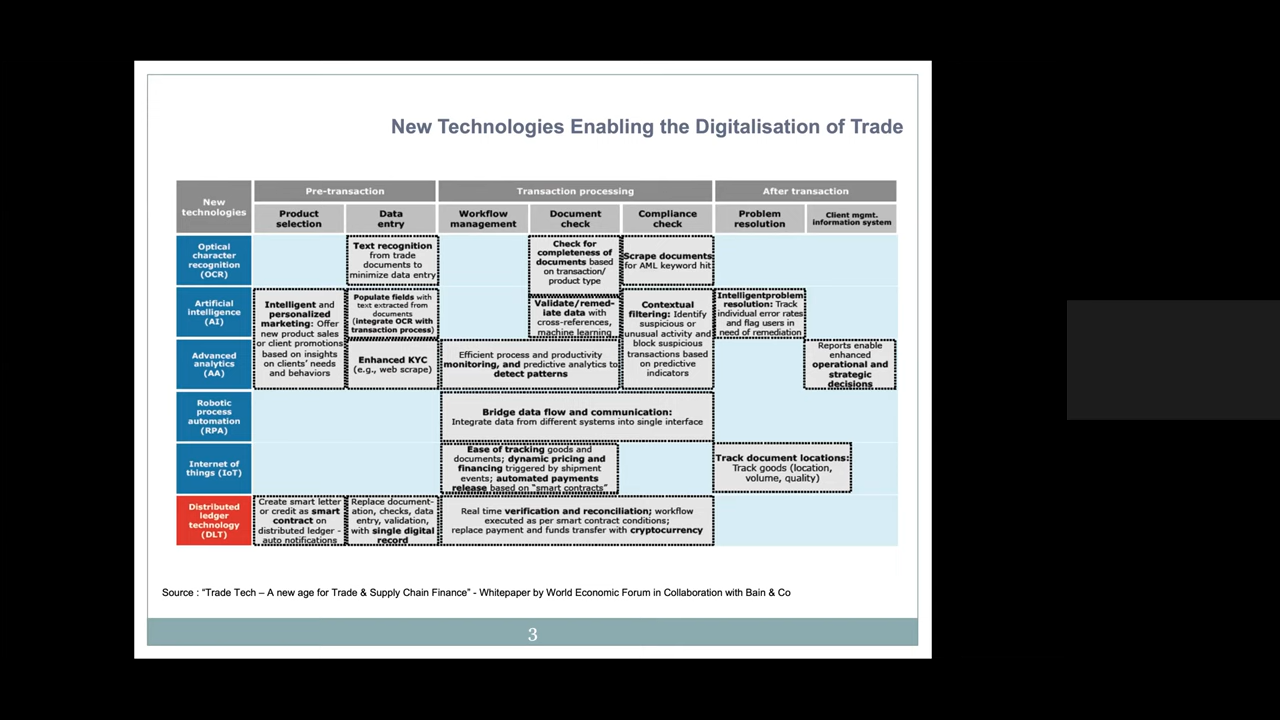 New Technologies Enabling the Digitalisation of Trade
New
technologies
Pre-transaction
Transaction processing
After transaction
Product
selection
Data
entry
Workflow
management
Document
check
Compliance
check
Problem
resolution
Client mgmt.
information system
Optical
character
recognition
(OCR)
Text recognition
from trade
documents to
minimize data entry
Check for
completeness of
documents based
on transaction/
product type
Scrape documents
for AML keyword hit
Artificial
intelligence
(AI)
Intelligent and
personalized
marketing: Offer
new product sales
or client promotions
based on insights
on clients' needs
and behaviors
Populate fields with
text extracted from
documents
(integrate OCR with
transaction process)
Validate/remed-
iate data with
cross-references,
machine learning
Contextual
filtering: Identify
suspicious or
unusual activity and
block suspicious
transactions based
on predictive
indicators
Intelligentproblem
resolution: Track
individual error rates
and flag users in
need of remediation
Advanced
analytics
(AA)
Enhanced KYC
(e.g., web scrape)
Efficient process and productivity
monitoring, and predictive analytics to
detect patterns
Reports enable
enhanced
operational and
strategic
decisions
Robotic
process
automation
(RPA)
Bridge data flow and communication:
Integrate data from different systems into single interface
Internet of
things (IoT)
Ease of tracking goods and
documents; dynamic pricing and
financing triggered by shipment
events; automated payments
release based on "smart contracts"
Track document locations:
Track goods (location,
volume, quality)
Distributed
ledger
technology
(DLT)
Create smart letter
or credit as smart
contract on
distributed ledger -
auto notifications
Replace document-
ation, checks, data
entry, validation,
with single digital
record
Real time verification and reconciliation; workflow
executed as per smart contract conditions;
replace payment and funds transfer with cryptocurrency
Source : "Trade Tech – A new age for Trade & Supply Chain Finance" - Whitepaper by World Economic Forum in Collaboration with Bain & Co
3